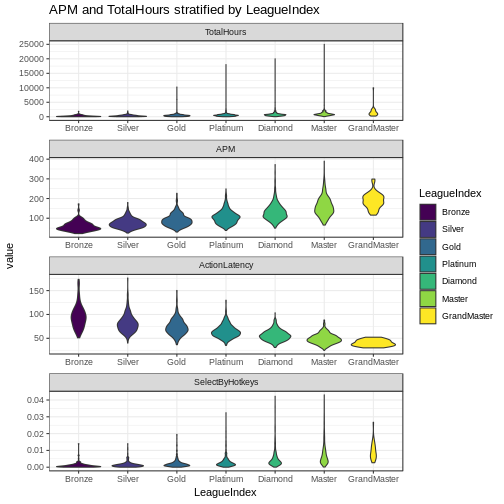 APM and TotalHours stratified by LeagueIndex
TotalHours
25000
20000
15000
10000
5000
0
Bronze Silver Gold Platinum Diamond Master GrandMaster
APM
400
300
200
100
Bronze Silver Gold Platinum Diamond Master GrandMaster
ActionLatency
150
100
50
Bronze Silver Gold Platinum Diamond Master GrandMaster
SelectByHotkeys
0.04
0.03
0.02
0.01
0.00
Bronze Silver Gold Platinum Diamond Master GrandMaster
LeagueIndex
value
LeagueIndex
Bronze
Silver
Gold
Platinum
Diamond
Master
GrandMaster